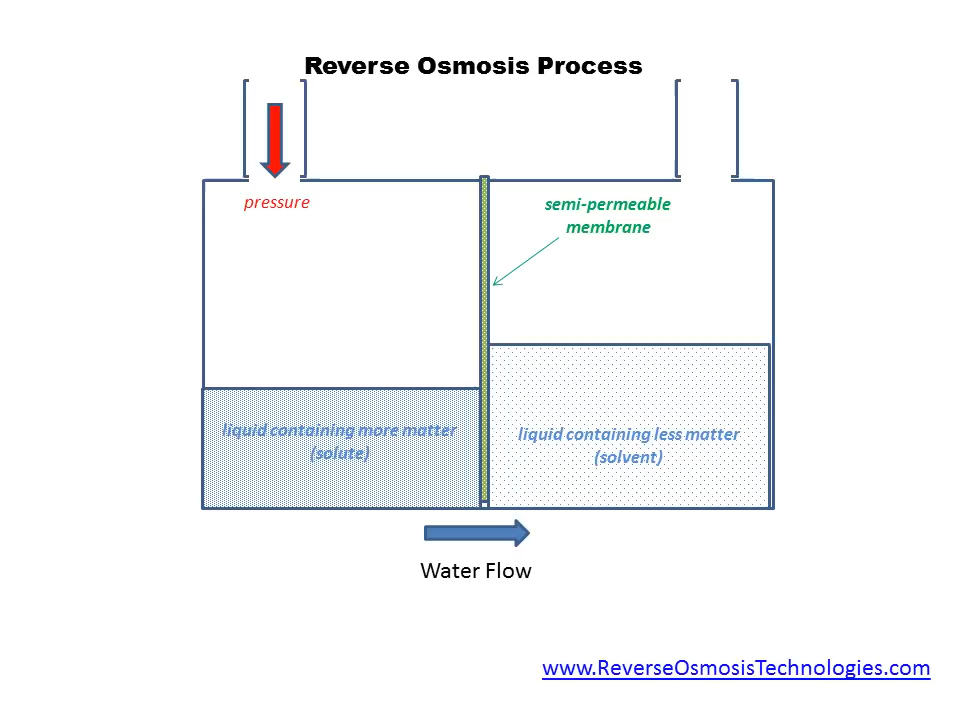 Reverse Osmosis Process
pressure
semi-permeable
membrane
liquid containing more matter
(solute)
liquid containing less matter
(solvent)
Water Flow
www.ReverseOsmosisTechnologies.com